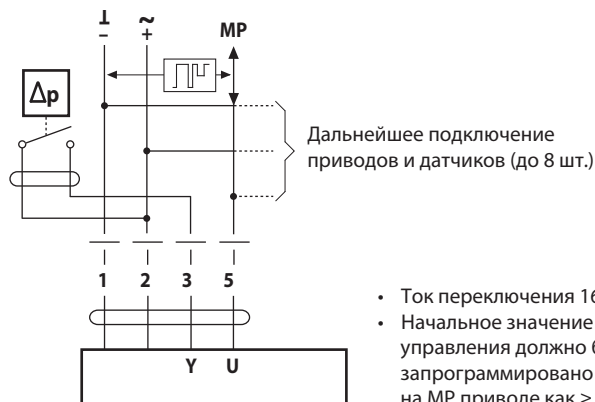 ⊥ ~
– + MP
Δp
Дальнейшее подключение
приводов и датчиков (до 8 шт.)
1 2 3 5
Y U
• Ток переключения 16
• Начальное значение
управления должно
запрограммировано
на МР приводе как ≥